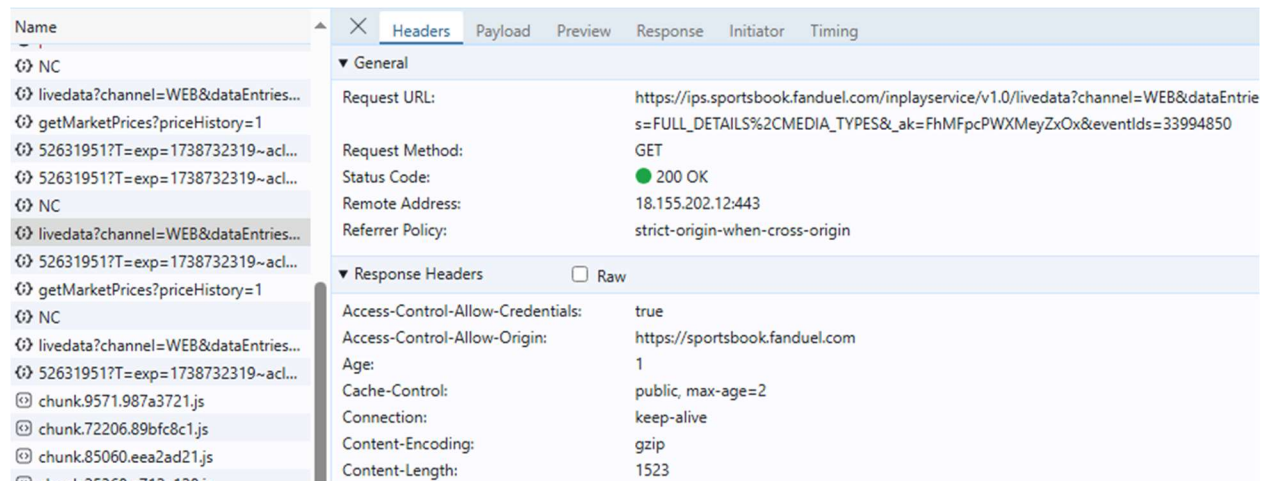 Name
NC
livedata?channel=WEB&dataEntries...
getMarketPrices?priceHistory=1
52631951?T=exp=1738732319~acl...
52631951?T=exp=1738732319~acl...
NC
livedata?channel=WEB&dataEntries...
52631951?T=exp=1738732319~acl...
getMarketPrices?priceHistory=1
NC
livedata?channel=WEB&dataEntries...
52631951?T=exp=1738732319~acl...
chunk.9571.987a3721.js
chunk.72206.89bfc8c1.js
chunk.85060.eea2ad21.js
Headers Payload Preview Response Initiator Timing
General
Request URL: https://ips.sportsbook.fanduel.com/inplayservice/v1.0/livedata?channel=WEB&dataEntrie
s=FULL_DETAILS%2CMEDIA_TYPES&_ak=FhMFpcPWXMeyZxOx&eventIds=33994850
Request Method: GET
Status Code: 200 OK
Remote Address: 18.155.202.12:443
Referrer Policy: strict-origin-when-cross-origin
Response Headers Raw
Access-Control-Allow-Credentials: true
Access-Control-Allow-Origin: https://sportsbook.fanduel.com
Age: 1
Cache-Control: public, max-age=2
Connection: keep-alive
Content-Encoding: gzip
Content-Length: 1523